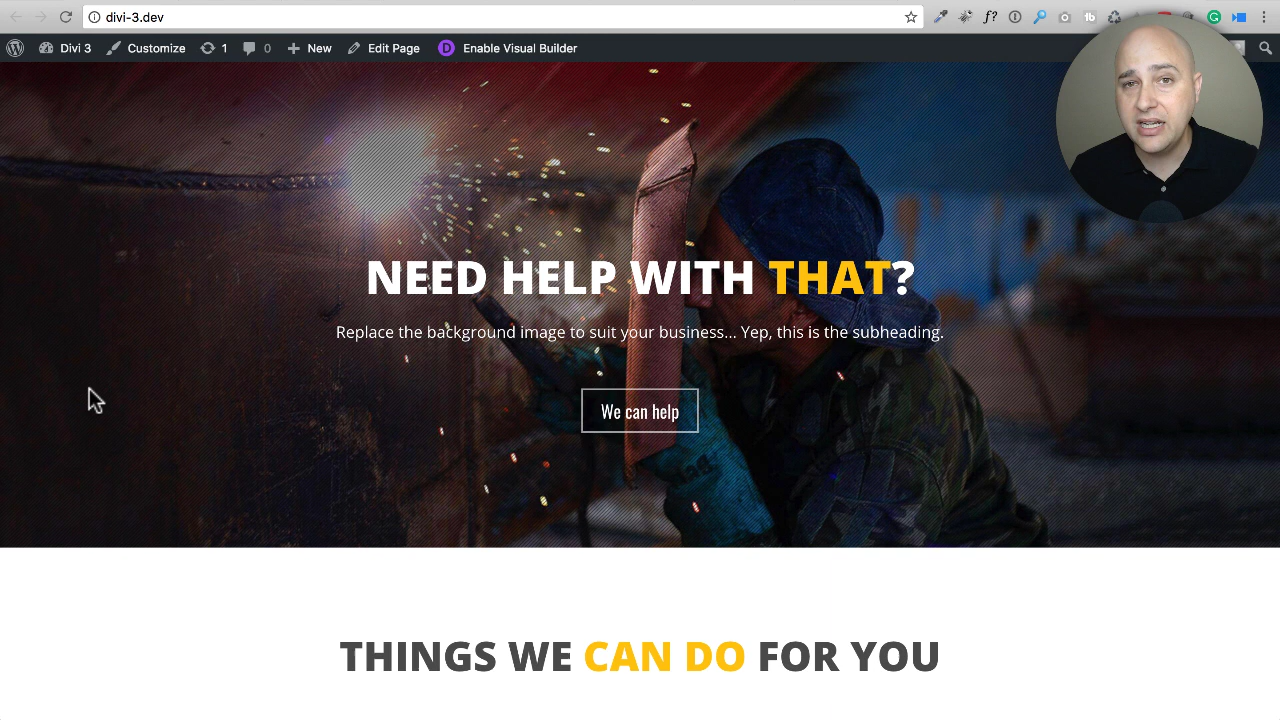 divi-3.dev
f?
tb
G
Divi 3
Customize
1
0
New
Edit Page
D
Enable Visual Builder
NEED HELP WITH THAT?
Replace the background image to suit your business... Yep, this is the subheading.
We can help
THINGS WE CAN DO FOR YOU